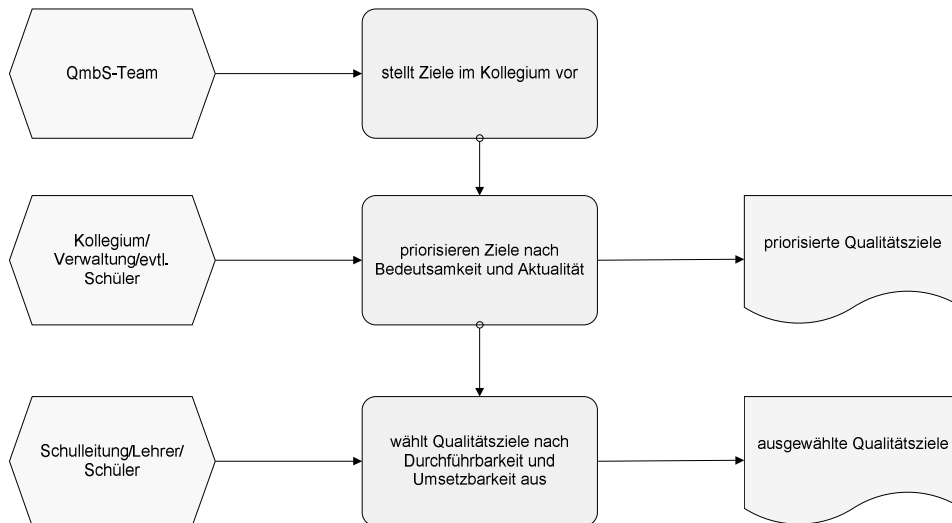 QmbS-Team
stellt Ziele im Kollegium vor
Kollegium/
Verwaltung/evtl.
Schüler
priorisieren Ziele nach
Bedeutsamkeit und Aktualität
priorisierte Qualitätsziele
Schulleitung/Lehrer/
Schüler
wählt Qualitätsziele nach
Durchführbarkeit und
Umsetzbarkeit aus
ausgewählte Qualitätsziele